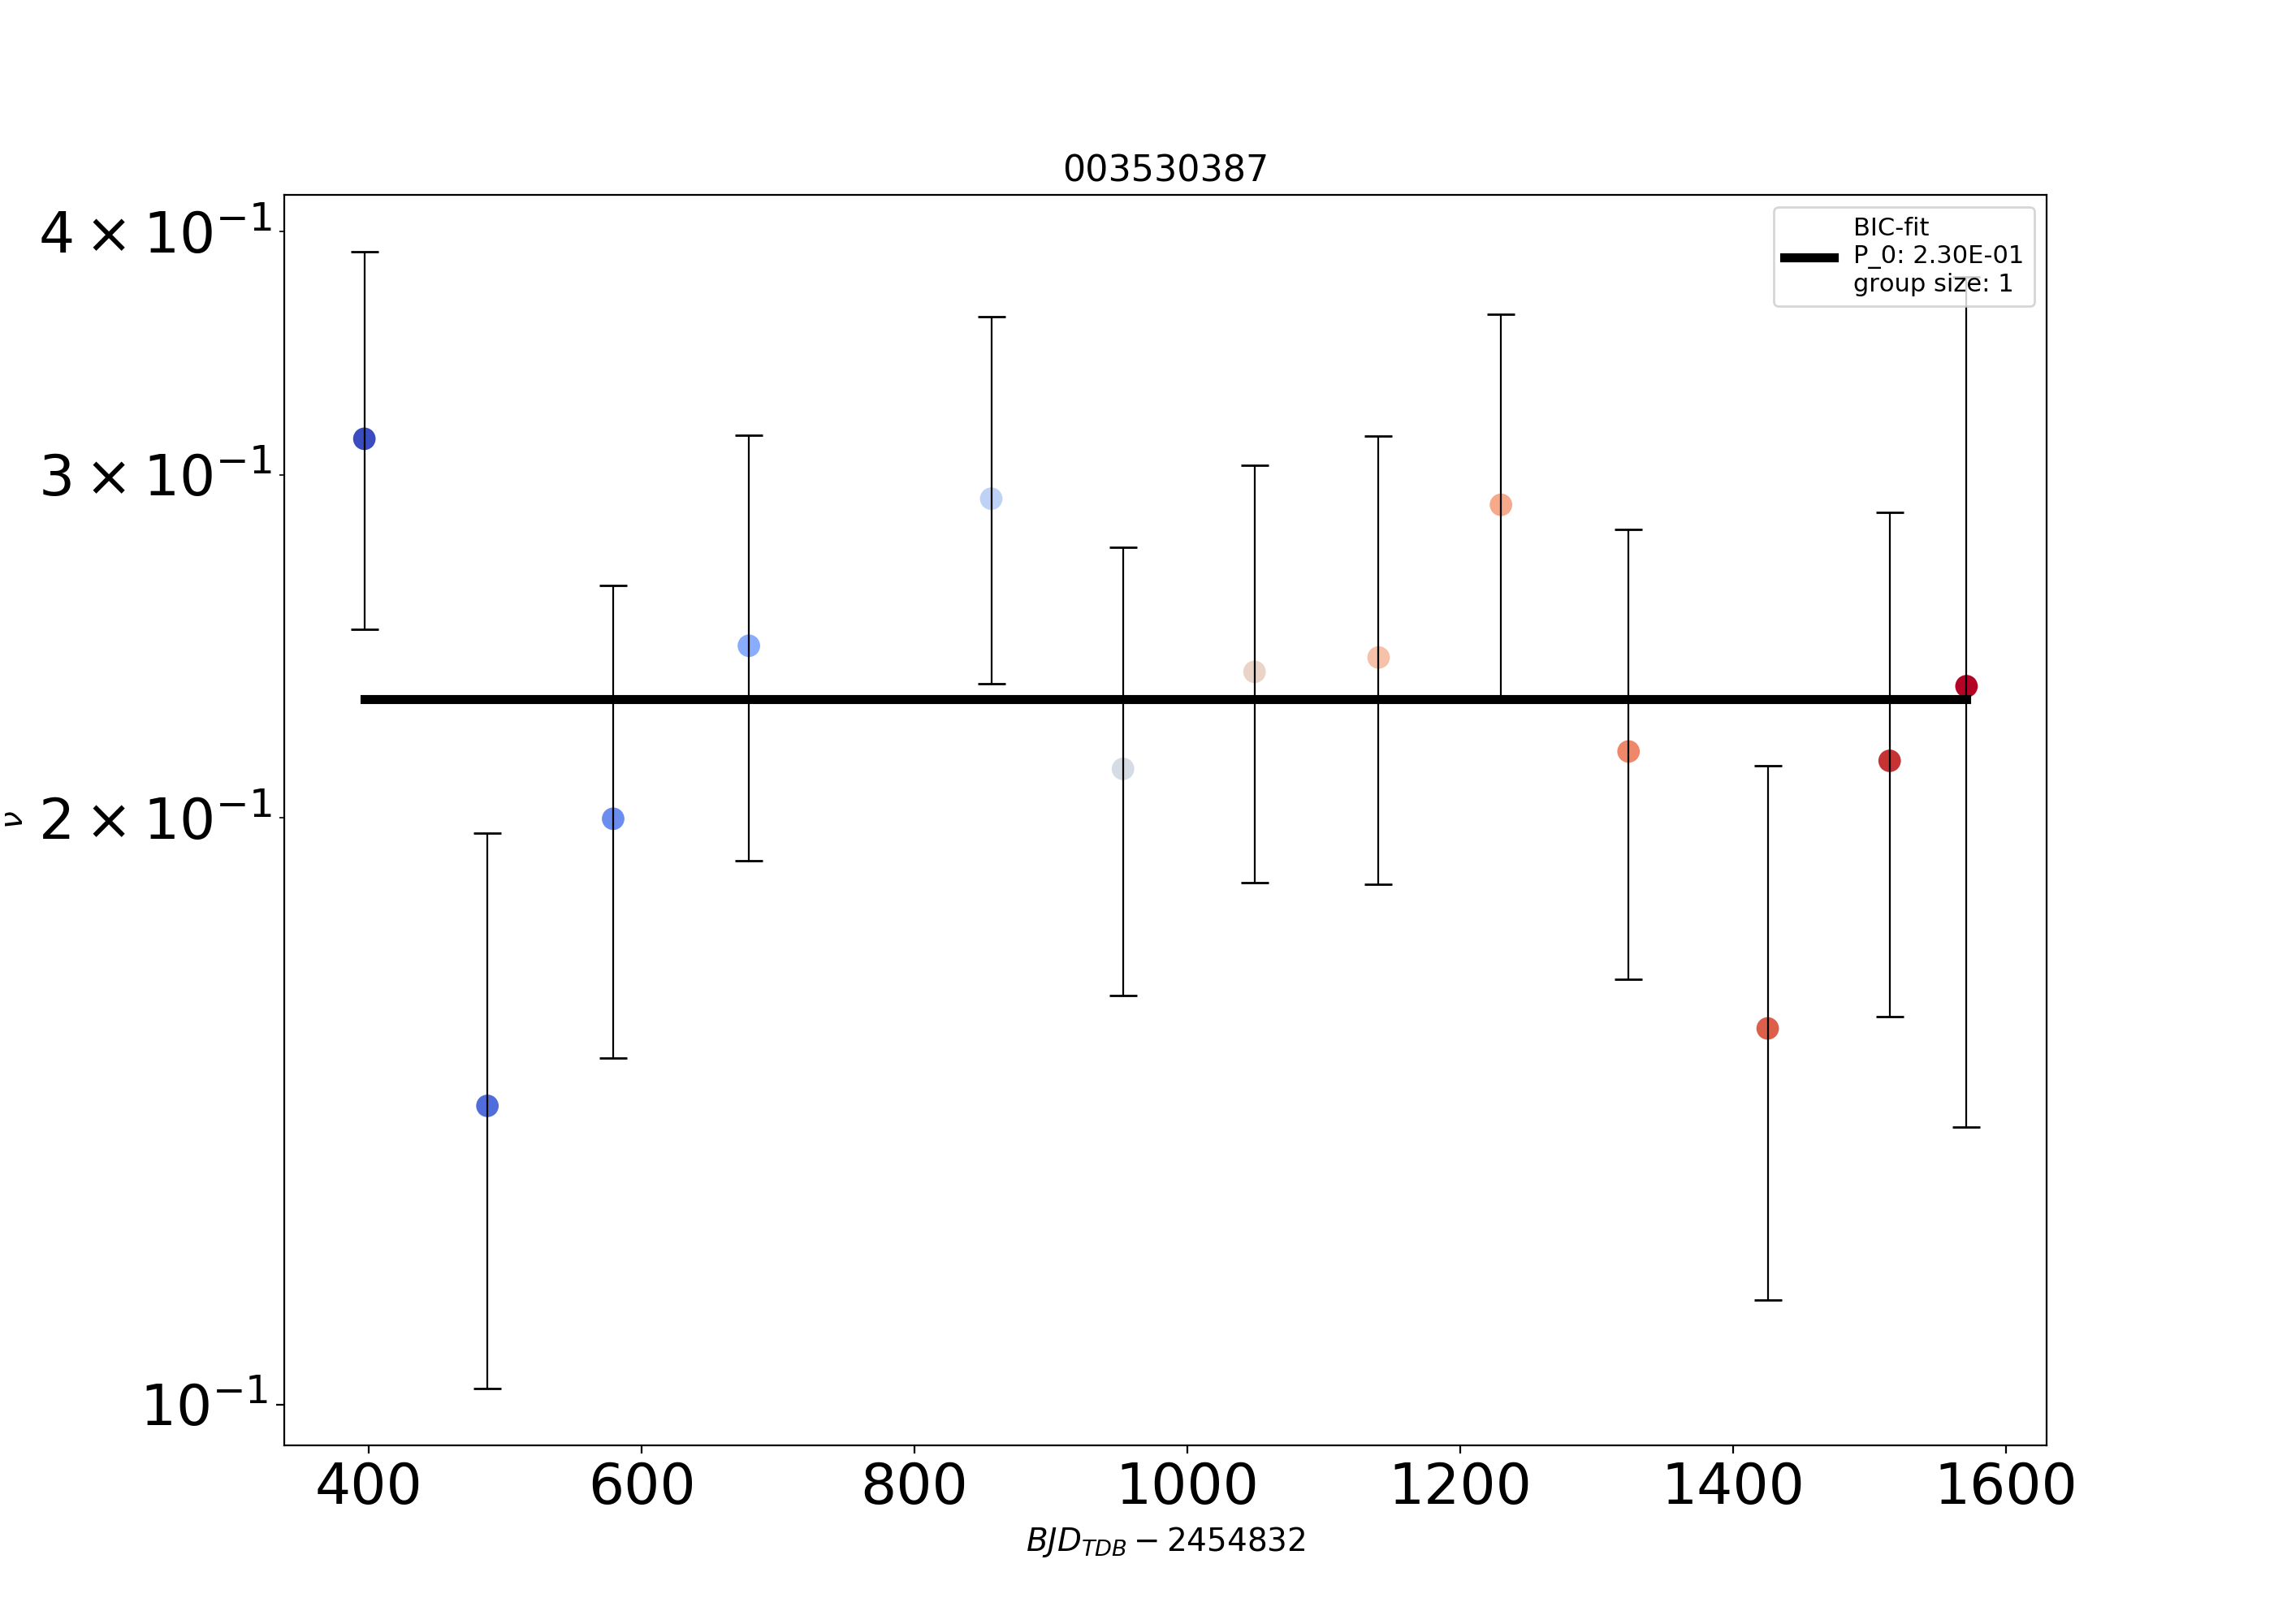 003530387
BIC-fit
P_0: 2.30E-01
group size: 1
4 × 10⁻¹
3 × 10⁻¹
2 × 10⁻¹
10⁻¹
ν
400 600 800 1000 1200 1400 1600
BJD_TDB − 2454832